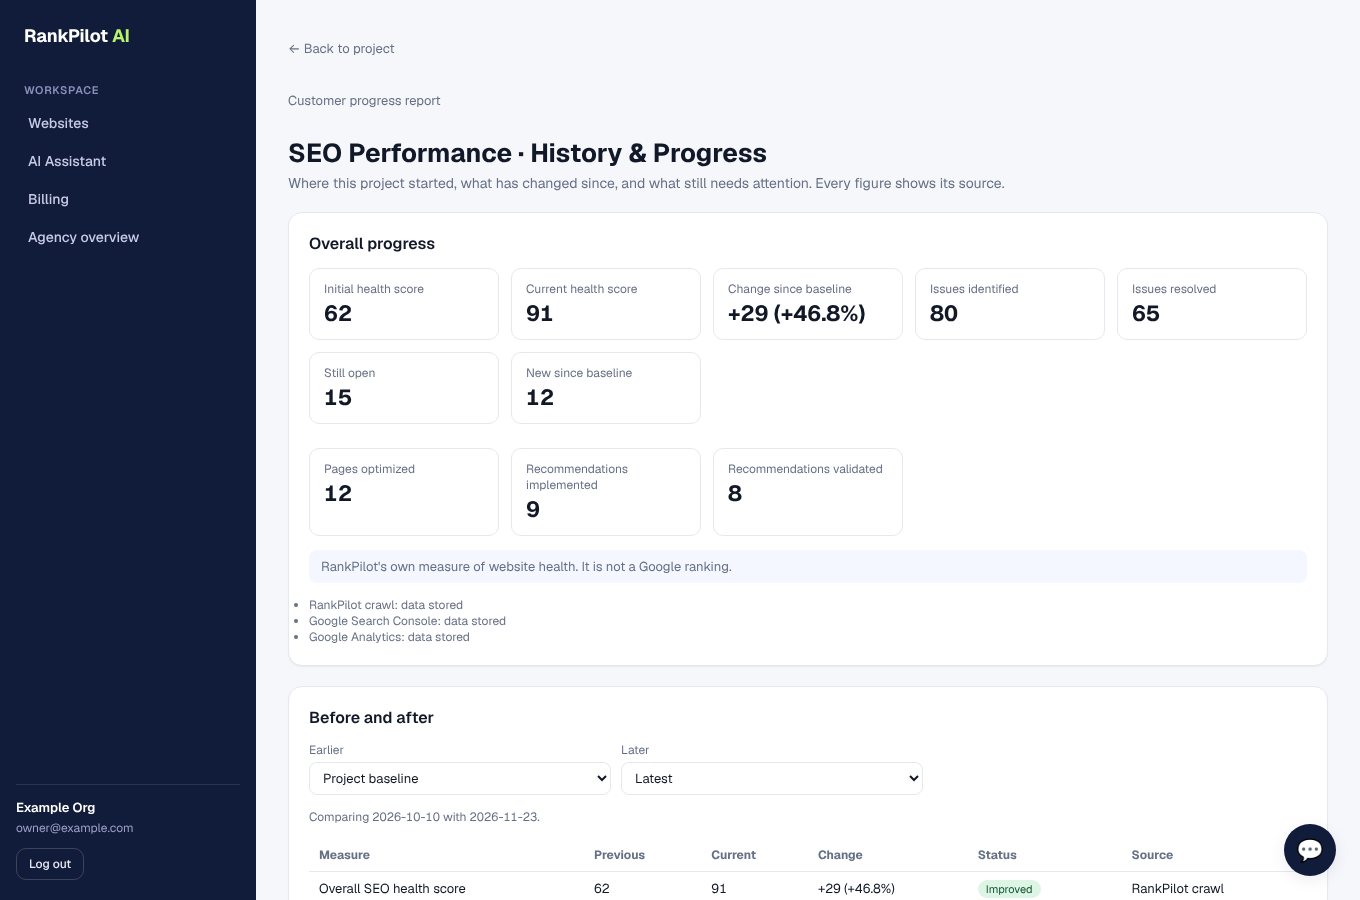 RankPilot AI
WORKSPACE
Websites
AI Assistant
Billing
Agency overview
Example Org
owner@example.com
Log out
← Back to project
Customer progress report
SEO Performance · History & Progress
Where this project started, what has changed since, and what still needs attention. Every figure shows its source.
Overall progress
Initial health score
62
Current health score
91
Change since baseline
+29 (+46.8%)
Issues identified
80
Issues resolved
65
Still open
15
New since baseline
12
Pages optimized
12
Recommendations
implemented
9
Recommendations validated
8
RankPilot's own measure of website health. It is not a Google ranking.
• RankPilot crawl: data stored
• Google Search Console: data stored
• Google Analytics: data stored
Before and after
Earlier
Project baseline
Later
Latest
Comparing 2026-10-10 with 2026-11-23.
Measure Previous Current Change Status Source
Overall SEO health score 62 91 +29 (+46.8%) Improved RankPilot crawl